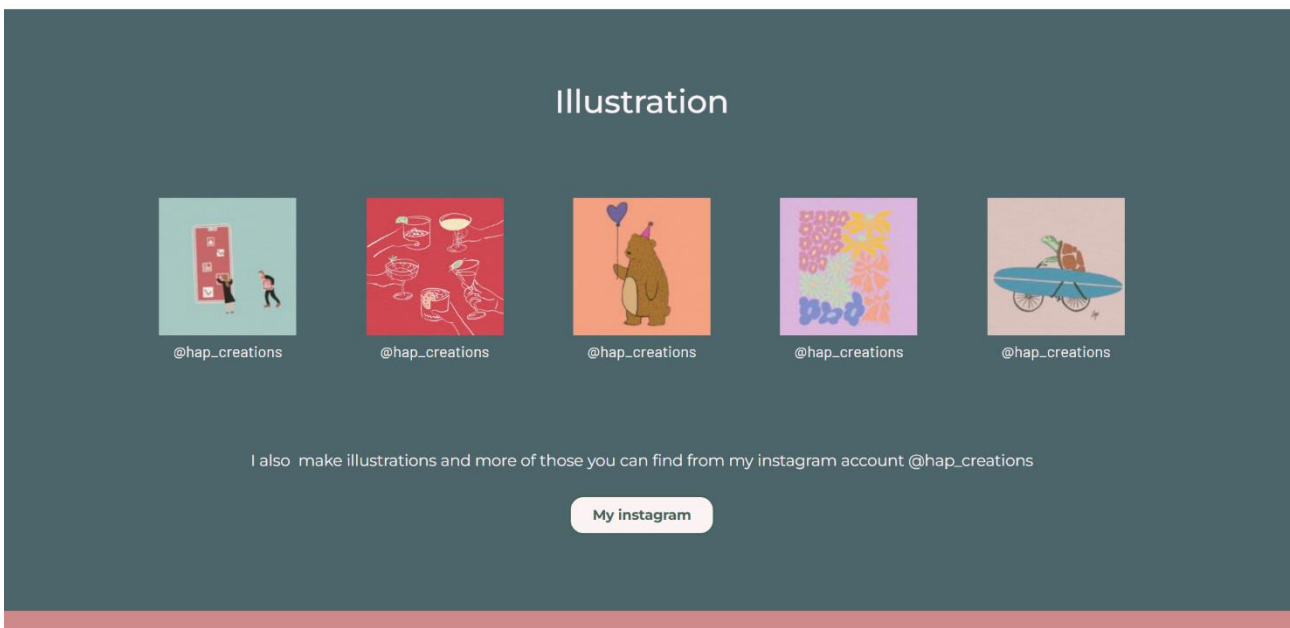 Illustration
@hap_creations @hap_creations @hap_creations @hap_creations @hap_creations
I also make illustrations and more of those you can find from my instagram account @hap_creations
My instagram